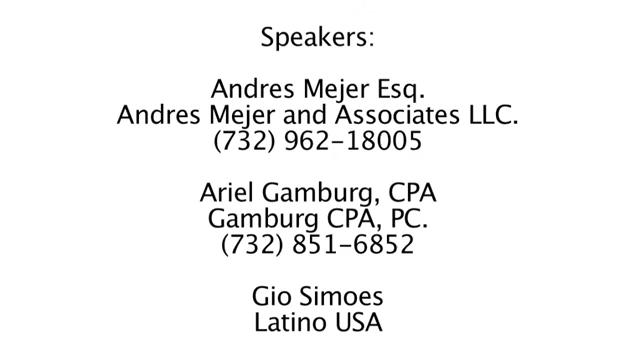 Speakers:
Andres Mejer Esq.
Andres Mejer and Associates LLC.
(732) 962-18005
Ariel Gamburg, CPA
Gamburg CPA, PC.
(732) 851-6852
Gio Simoes
Latino USA